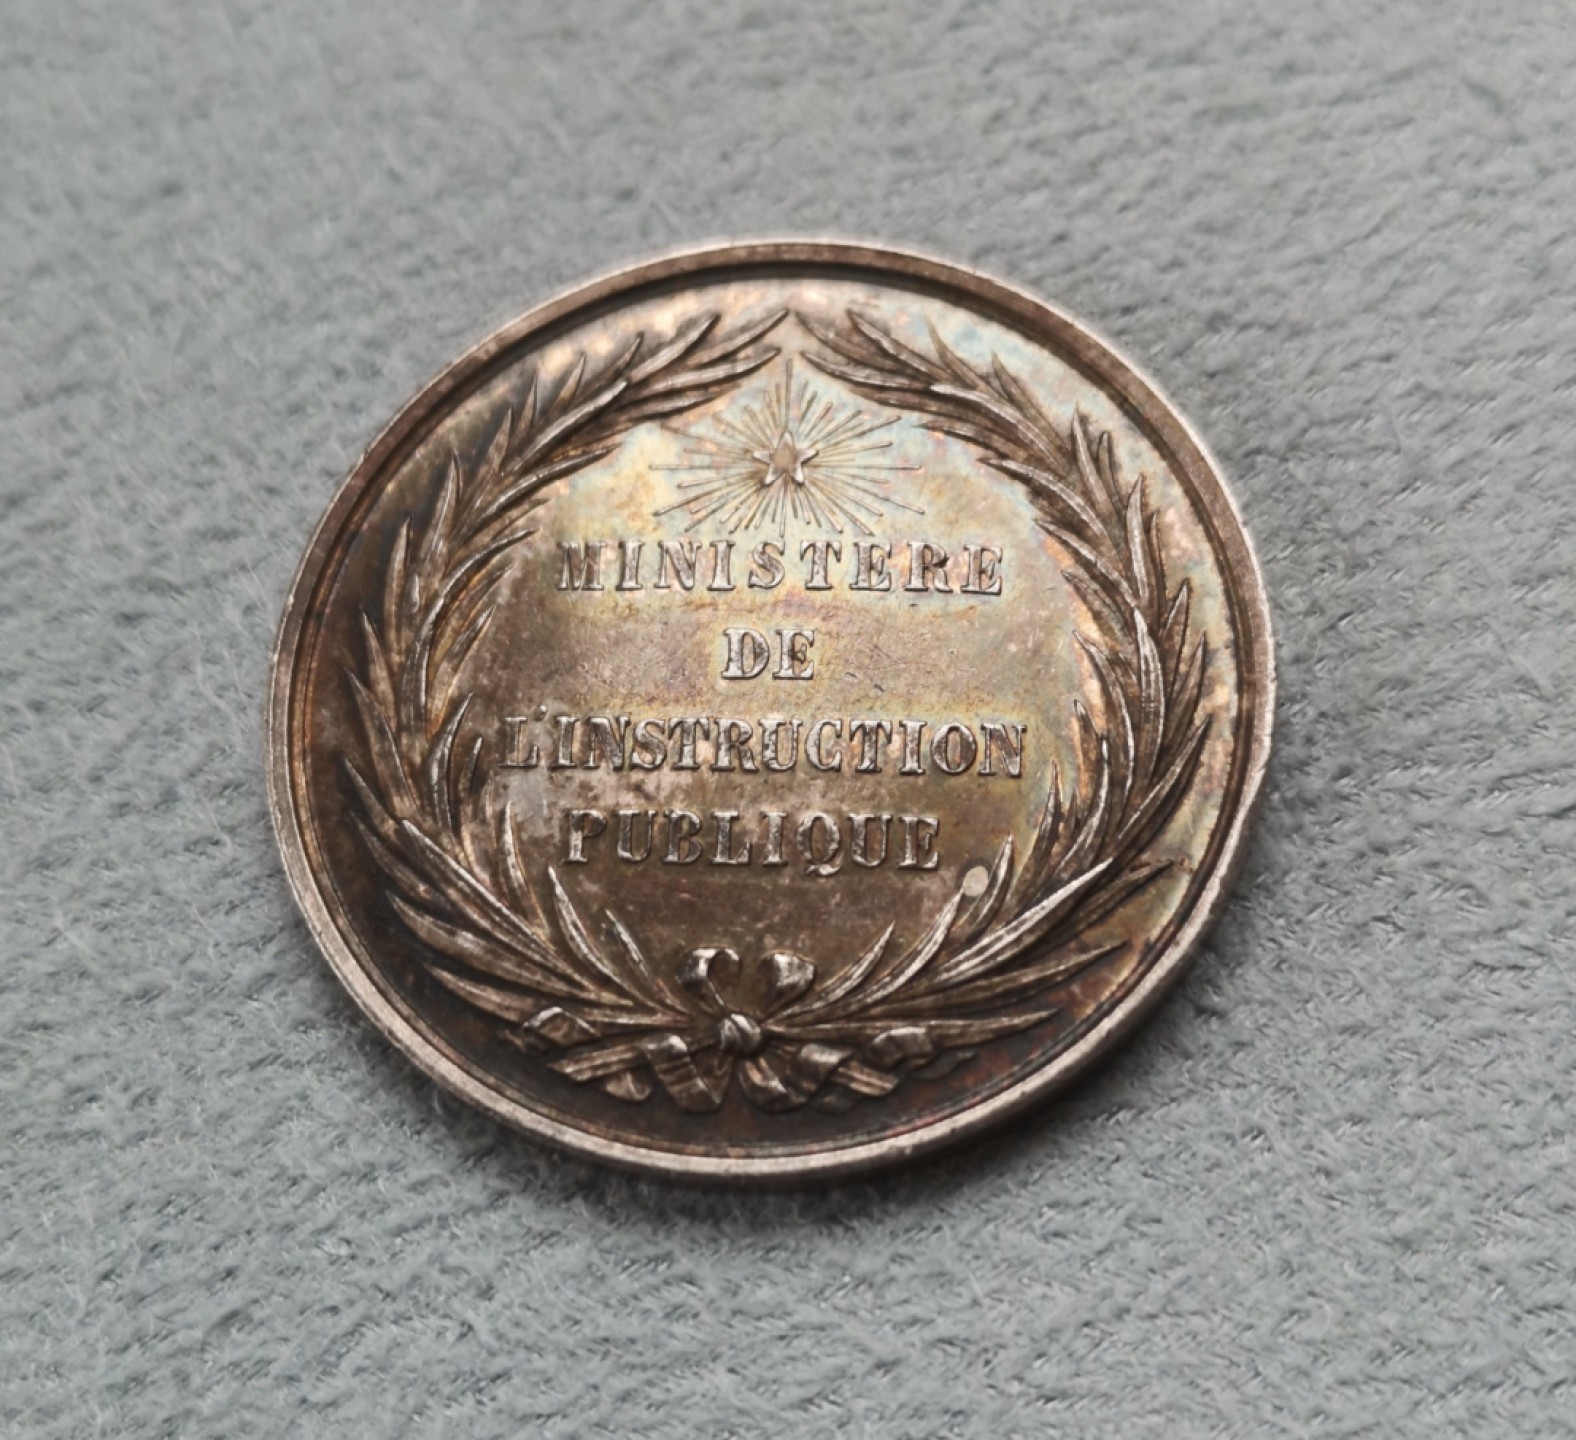 MINISTERE
DE
L'INSTRUCTION
PUBLIQUE